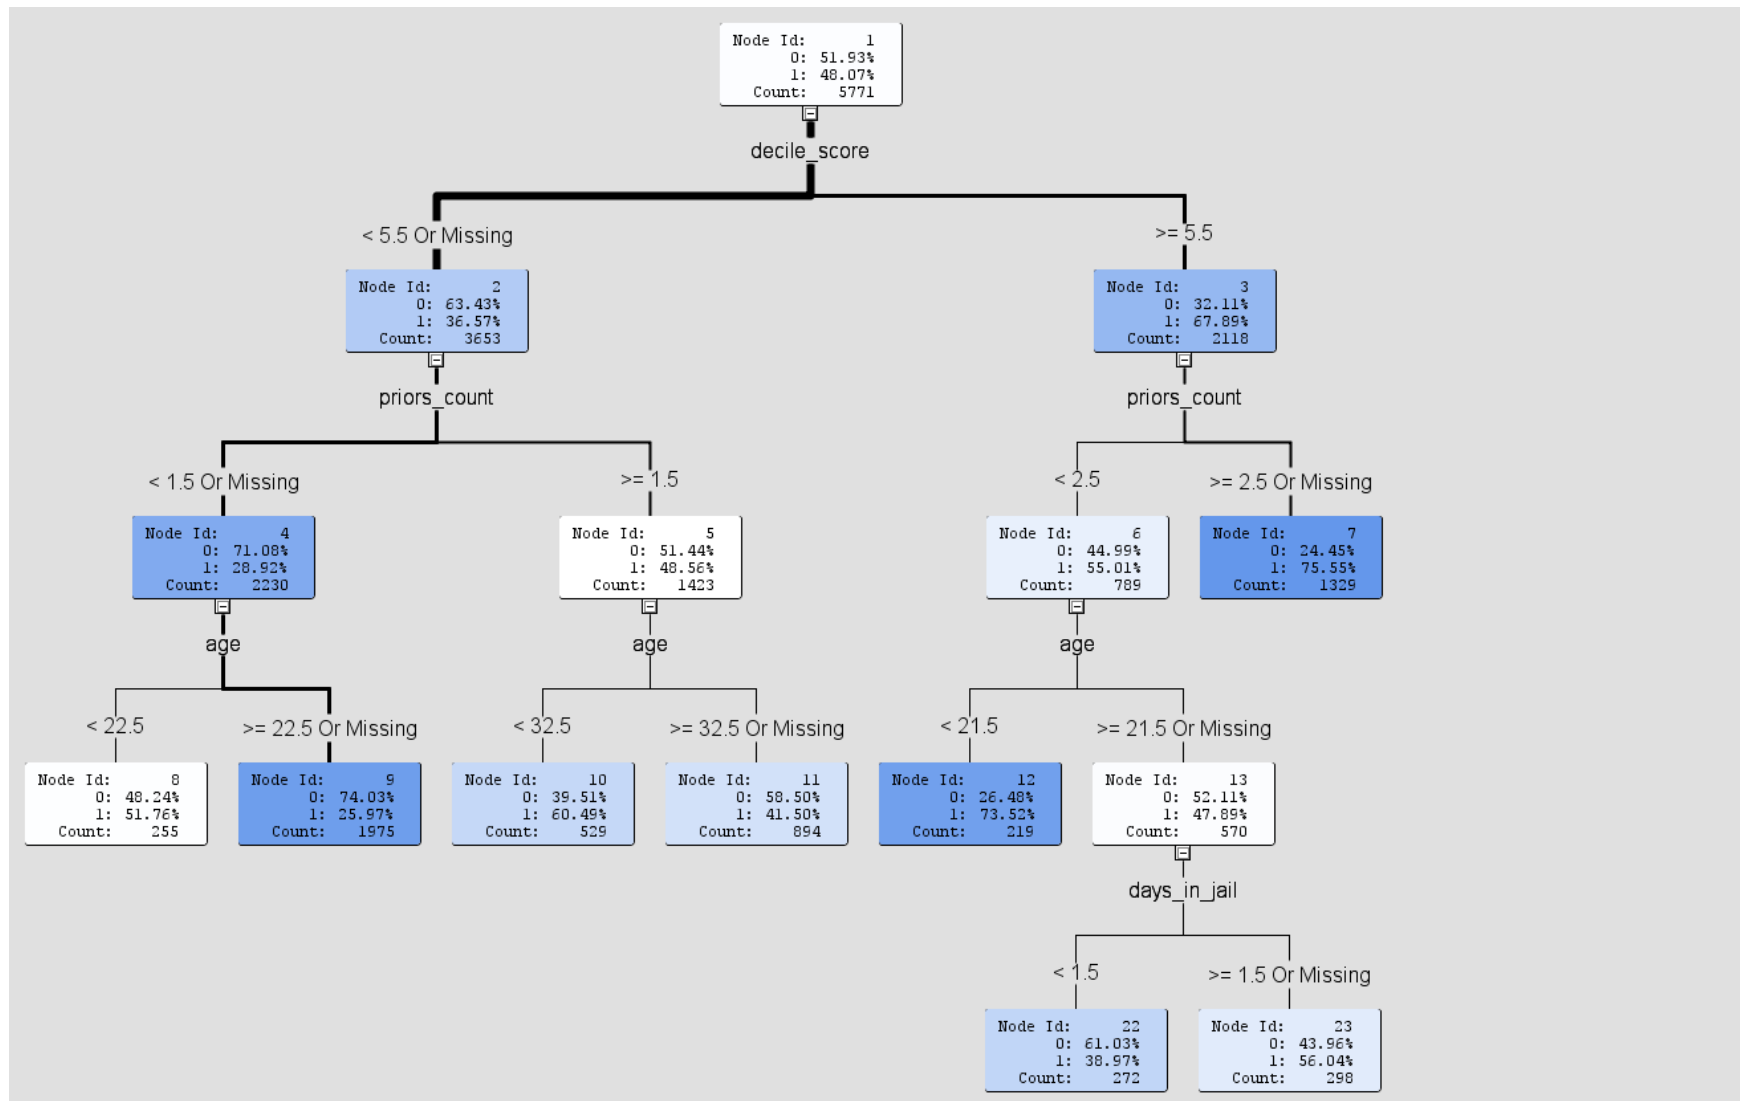 Node Id: 1
0: 51.93%
1: 48.07%
Count: 5771
decile_score
< 5.5 Or Missing
>= 5.5
Node Id: 2
0: 63.43%
1: 36.57%
Count: 3653
Node Id: 3
0: 32.11%
1: 67.89%
Count: 2118
priors_count
priors_count
< 1.5 Or Missing
>= 1.5
< 2.5
>= 2.5 Or Missing
Node Id: 4
0: 71.08%
1: 28.92%
Count: 2230
Node Id: 5
0: 51.44%
1: 48.56%
Count: 1423
Node Id: 6
0: 44.99%
1: 55.01%
Count: 789
Node Id: 7
0: 24.45%
1: 75.55%
Count: 1329
age
age
age
< 22.5
>= 22.5 Or Missing
< 32.5
>= 32.5 Or Missing
< 21.5
>= 21.5 Or Missing
Node Id: 8
0: 48.24%
1: 51.76%
Count: 255
Node Id: 9
0: 74.03%
1: 25.97%
Count: 1975
Node Id: 10
0: 39.51%
1: 60.49%
Count: 529
Node Id: 11
0: 58.50%
1: 41.50%
Count: 894
Node Id: 12
0: 26.48%
1: 73.52%
Count: 219
Node Id: 13
0: 52.11%
1: 47.89%
Count: 570
days_in_jail
< 1.5
>= 1.5 Or Missing
Node Id: 22
0: 61.03%
1: 38.97%
Count: 272
Node Id: 23
0: 43.96%
1: 56.04%
Count: 298